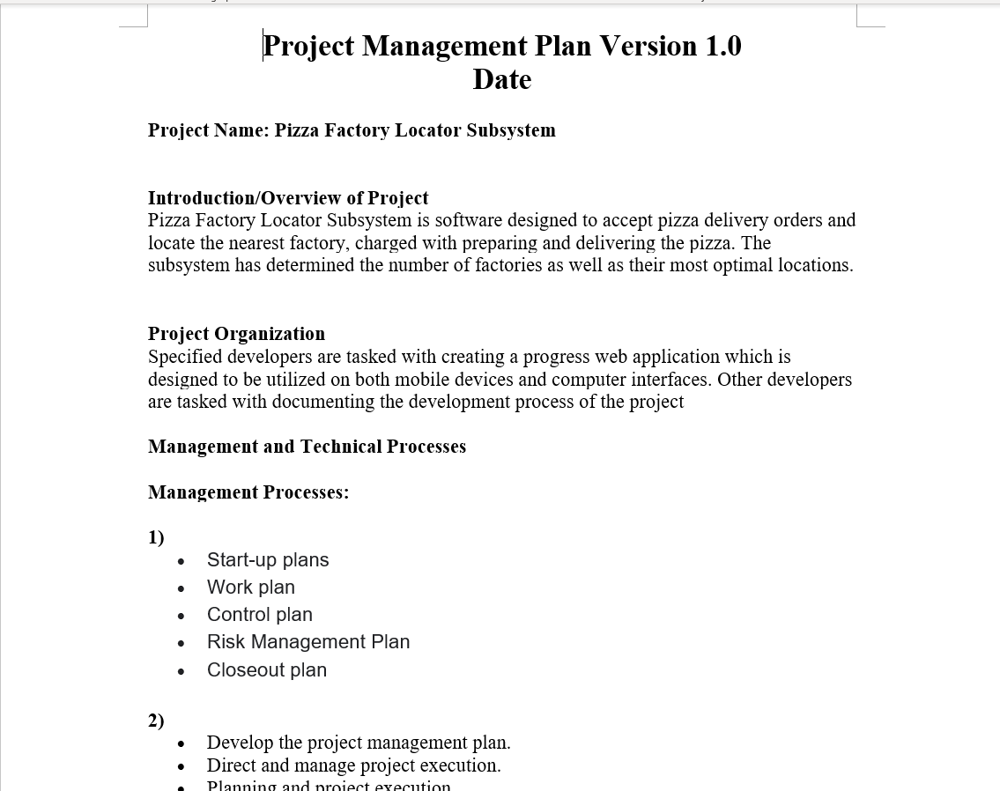 Project Management Plan Version 1.0
Date
Project Name: Pizza Factory Locator Subsystem
Introduction/Overview of Project
Pizza Factory Locator Subsystem is software designed to accept pizza delivery orders and
locate the nearest factory, charged with preparing and delivering the pizza. The
subsystem has determined the number of factories as well as their most optimal locations.
Project Organization
Specified developers are tasked with creating a progress web application which is
designed to be utilized on both mobile devices and computer interfaces. Other developers
are tasked with documenting the development process of the project
Management and Technical Processes
Management Processes:
1)
• Start-up plans
• Work plan
• Control plan
• Risk Management Plan
• Closeout plan
2)
• Develop the project management plan.
• Direct and manage project execution.
• Planning and project execution